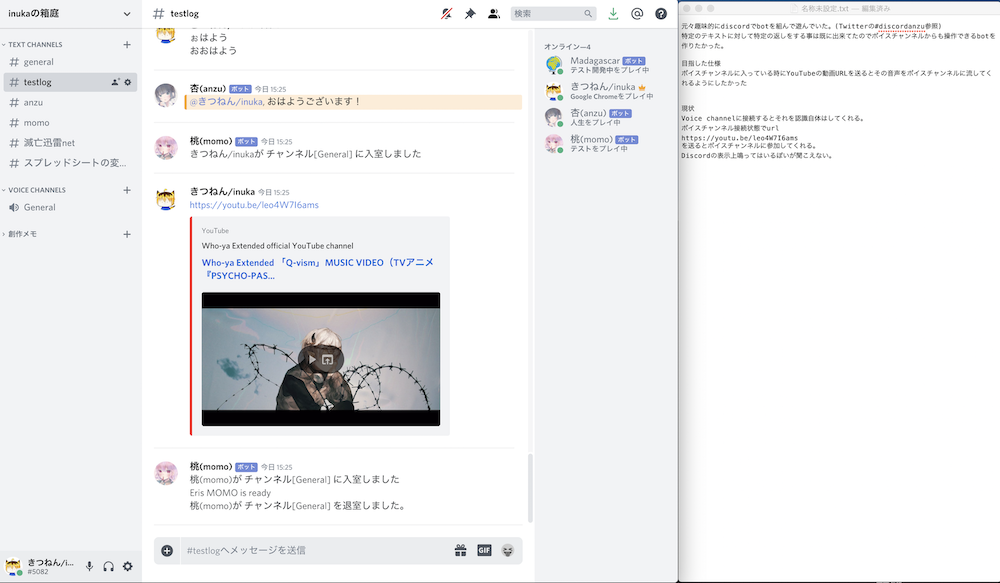 inukaの箱庭
TEXT CHANNELS
# general
# testlog
# anzu
# momo
# 滅亡迅雷net
# スプレッドシートの変...
VOICE CHANNELS
General
創作メモ
きつねん/i...
#5082
# testlog
検索
おはよう
おおはよう
杏(anzu) ボット 今日 15:25
@きつねん/inuka, おはようございます！
桃(momo) ボット 今日 15:25
きつねん/inukaが チャンネル[General] に入室しました
きつねん/inuka 今日 15:25
https://youtu.be/leo4W7I6ams
YouTube
Who-ya Extended official YouTube channel
Who-ya Extended 「Q-vism」 MUSIC VIDEO（TVアニメ
『PSYCHO-PAS...
桃(momo) ボット 今日 15:25
桃(momo)が チャンネル[General] に入室しました
Eris MOMO is ready
桃(momo)が チャンネル[General] を退室しました。
#testlogへメッセージを送信
GIF
オンライン—4
Madagascar ボット
テスト開発中をプレイ中
きつねん/inuka
Google Chromeをプレイ中
杏(anzu) ボット
人生をプレイ中
桃(momo) ボット
テストをプレイ中
名称未設定.txt — 編集済み
元々趣味的にdiscordでbotを組んで遊んでいた。(Twitterの#discordanzu参照)
特定のテキストに対して特定の返しをする事は既に出来てたのでボイスチャンネルからも操作できるbotを
作りたかった。
目指した仕様
ボイスチャンネルに入っている時にYouTubeの動画URLを送るとその音声をボイスチャンネルに流してく
れるようにしたかった
現状
Voice channelに接続するとそれを認識自体はしてくれる。
ボイスチャンネル接続状態でurl
https://youtu.be/leo4W7I6ams
を送るとボイスチャンネルに参加してくれる。
Discordの表示上鳴ってはいるぽいが聞こえない。